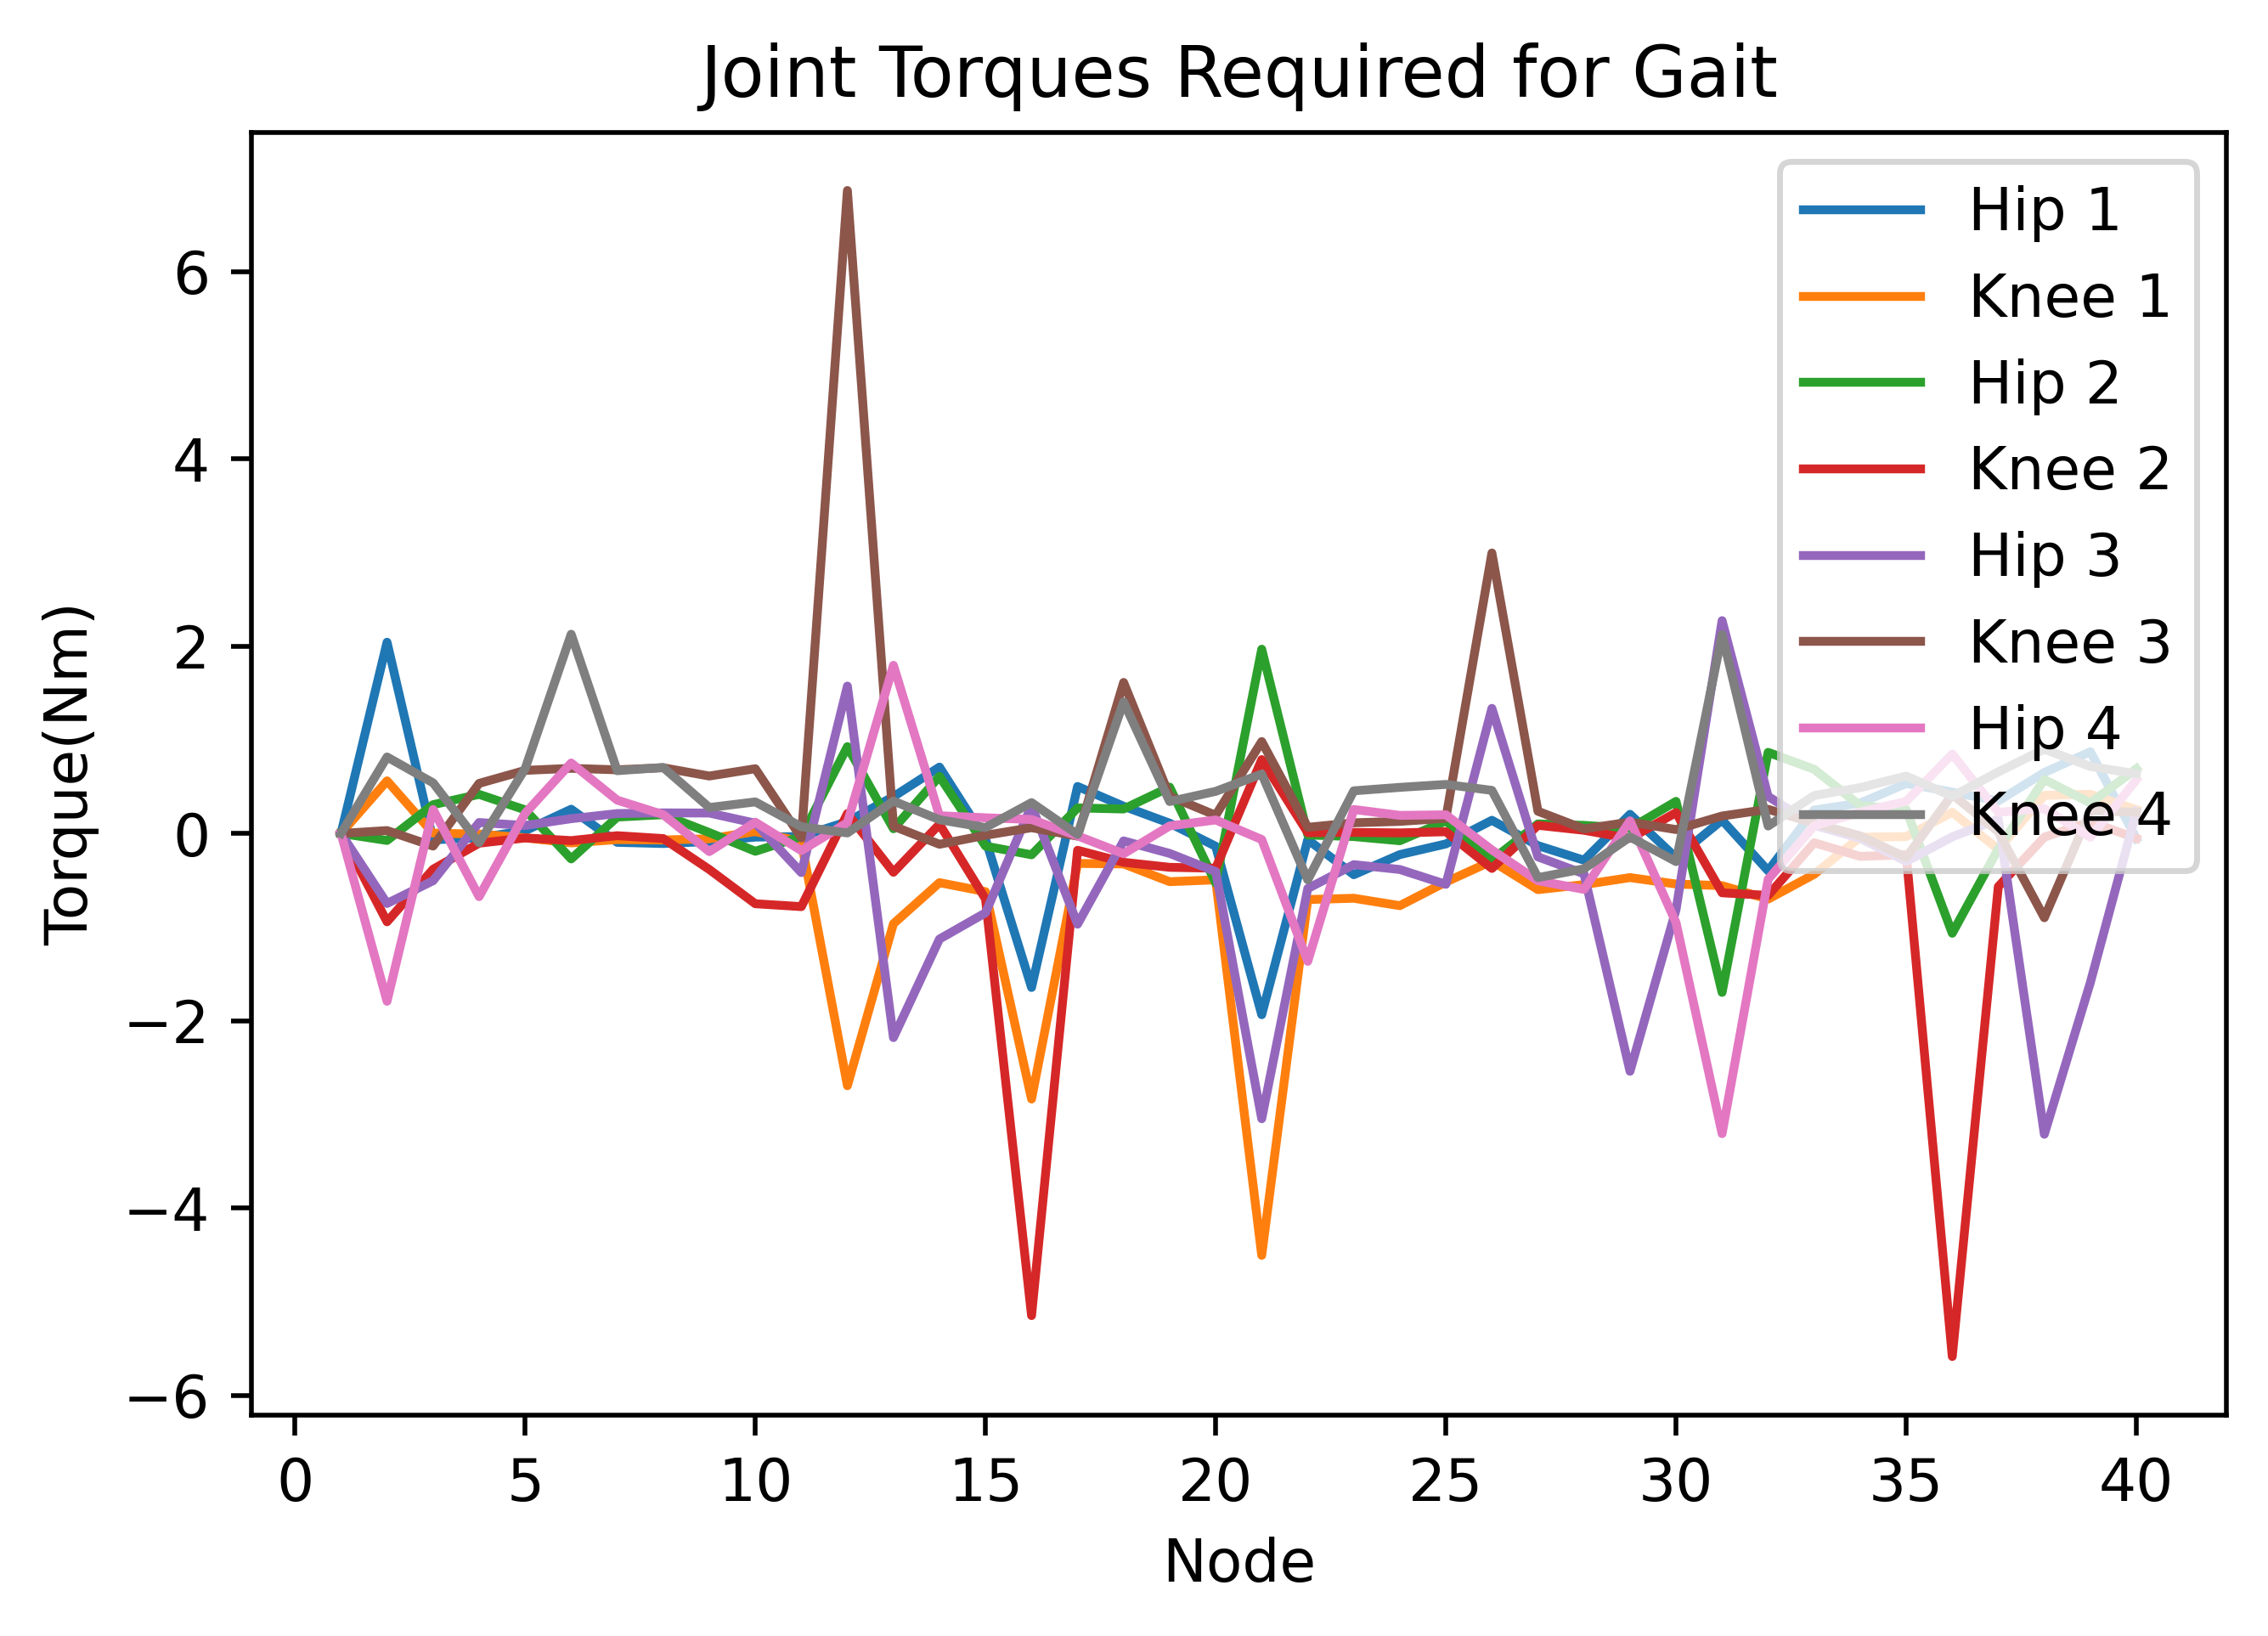 Joint Torques Required for Gait
Hip 1
Knee 1
Hip 2
Knee 2
Hip 3
Knee 3
Hip 4
Knee 4
6
4
2
0
−2
−4
−6
Torque(Nm)
0 5 10 15 20 25 30 35 40
Node